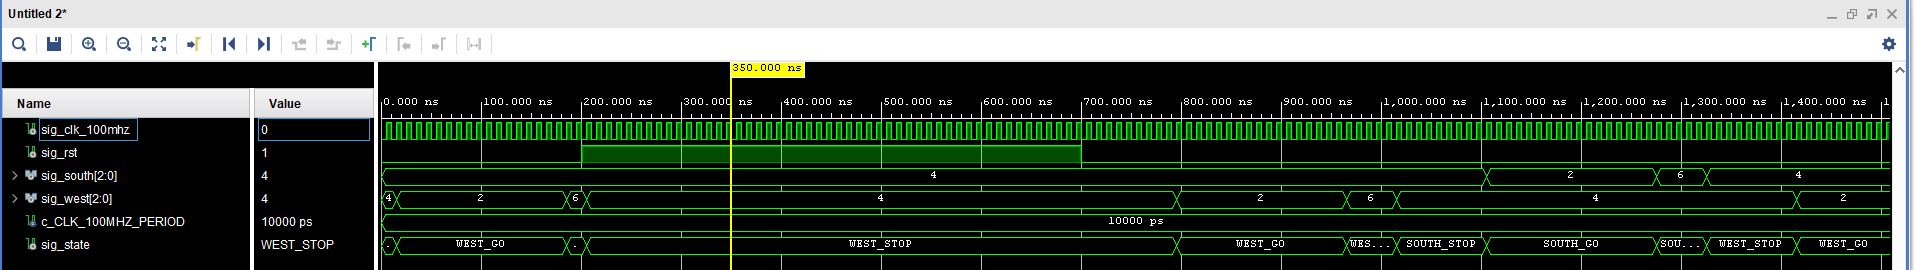 Untitled 2*
350.000 ns
Name Value
0.000 ns 100.000 ns 200.000 ns 300.000 400.000 ns 500.000 ns 600.000 ns 700.000 ns 800.000 ns 900.000 ns 1,000.000 ns 1,100.000 ns 1,200.000 ns 1,300.000 ns 1,400.000 ns
sig_clk_100mhz 0
sig_rst 1
sig_south[2:0] 4 4 2 6 4
sig_west[2:0] 4 4 2 6 4 2 6 4 2
c_CLK_100MHZ_PERIOD 10000 ps 10000 ps
sig_state WEST_STOP . WEST_GO . WEST_STOP WEST_GO WES... SOUTH_STOP SOUTH_GO SOU... WEST_STOP WEST_GO